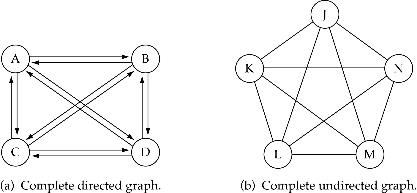 J
A
B
K
N
C
D
L
M
(a) Complete directed graph.
(b) Complete undirected graph.